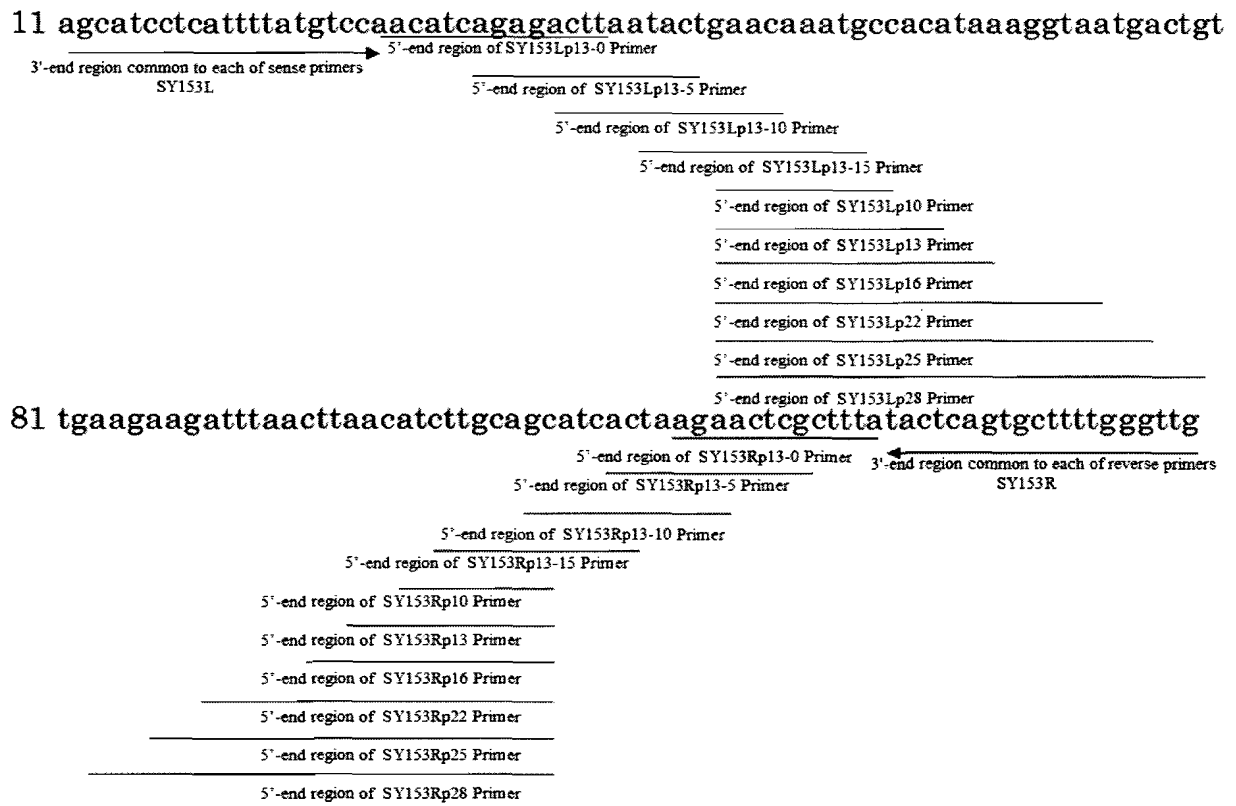 11 agcatcctcattttatgtccaacatcagagacttaatactgaacaaatgccacataaaggtaatgactgt
5'-end region of SY153Lp13-0 Primer
3'-end region common to each of sense primers
SY153L
5'-end region of SY153Lp13-5 Primer
5'-end region of SY153Lp13-10 Primer
5'-end region of SY153Lp13-15 Primer
5'-end region of SY153Lp10 Primer
5'-end region of SY153Lp13 Primer
5'-end region of SY153Lp16 Primer
5'-end region of SY153Lp22 Primer
5'-end region of SY153Lp25 Primer
5'-end region of SY153Lp28 Primer
81 tgaagaagatttaacttaacatcttgcagcatcactaagaactcgctttatactcagtgcttttgggttg
5'-end region of SY153Rp13-0 Primer
3'-end region common to each of reverse primers
SY153R
5'-end region of SY153Rp13-5 Primer
5'-end region of SY153Rp13-10 Primer
5'-end region of SY153Rp13-15 Primer
5'-end region of SY153Rp10 Primer
5'-end region of SY153Rp13 Primer
5'-end region of SY153Rp16 Primer
5'-end region of SY153Rp22 Primer
5'-end region of SY153Rp25 Primer
5'-end region of SY153Rp28 Primer